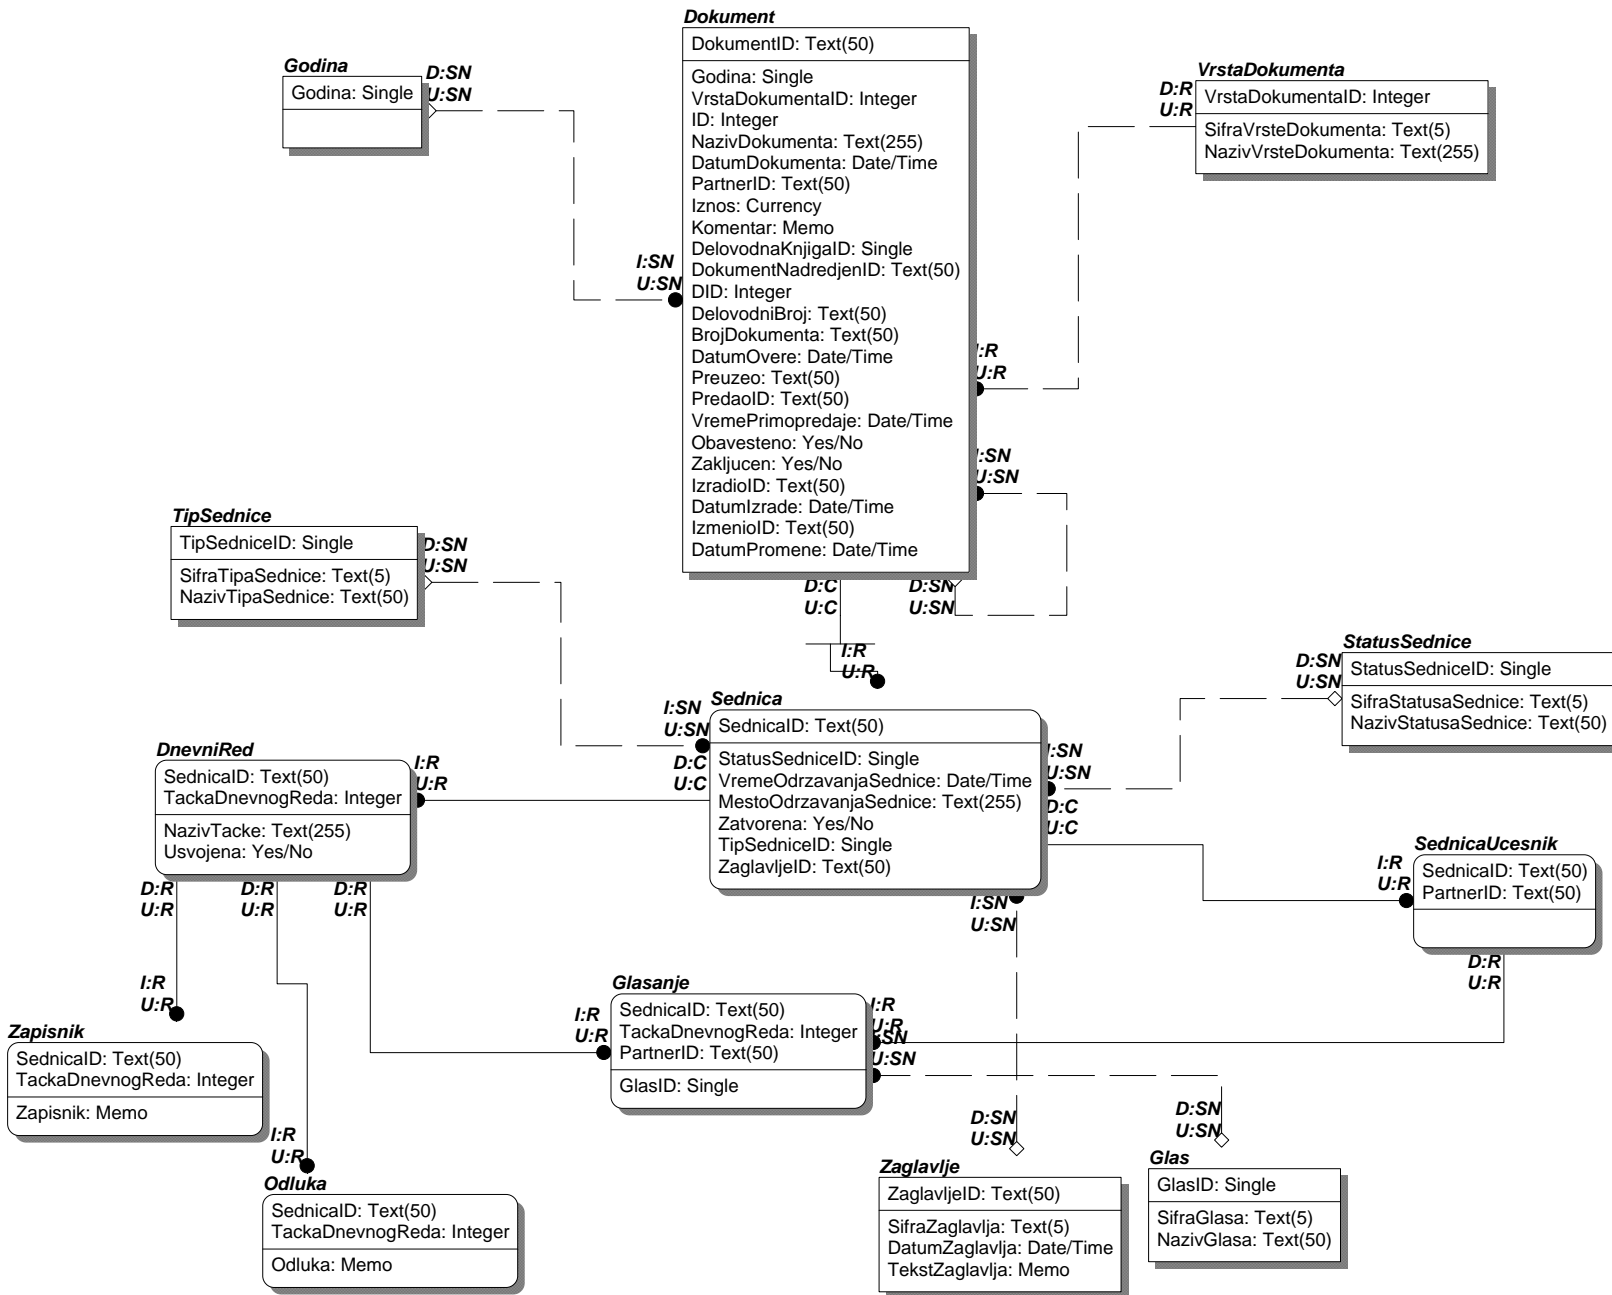 Dokument
DokumentID: Text(50)
Godina: Single
VrstaDokumentaID: Integer
ID: Integer
NazivDokumenta: Text(255)
DatumDokumenta: Date/Time
PartnerID: Text(50)
Iznos: Currency
Komentar: Memo
DelovodnaKnjigaID: Single
DokumentNadredjenID: Text(50)
DID: Integer
DelovodniBroj: Text(50)
BrojDokumenta: Text(50)
DatumOvere: Date/Time
Preuzeo: Text(50)
PredaoID: Text(50)
VremePrimopredaje: Date/Time
Obavesteno: Yes/No
Zakljucen: Yes/No
IzradioID: Text(50)
DatumIzrade: Date/Time
IzmenioID: Text(50)
DatumPromene: Date/Time
Godina
Godina: Single
D:SN
U:SN
I:SN
U:SN
VrstaDokumenta
D:R
U:R
VrstaDokumentaID: Integer
SifraVrsteDokumenta: Text(5)
NazivVrsteDokumenta: Text(255)
I:R
U:R
I:SN
U:SN
D:SN
U:SN
D:C
U:C
I:R
U:R
TipSednice
TipSedniceID: Single
SifraTipaSednice: Text(5)
NazivTipaSednice: Text(50)
D:SN
U:SN
I:SN
U:SN
D:C
U:C
Sednica
SednicaID: Text(50)
StatusSedniceID: Single
VremeOdrzavanjaSednice: Date/Time
MestoOdrzavanjaSednice: Text(255)
Zatvorena: Yes/No
TipSedniceID: Single
ZaglavljeID: Text(50)
StatusSednice
D:SN
U:SN
StatusSedniceID: Single
SifraStatusaSednice: Text(5)
NazivStatusaSednice: Text(50)
I:SN
U:SN
D:C
U:C
DnevniRed
SednicaID: Text(50)
TackaDnevnogReda: Integer
NazivTacke: Text(255)
Usvojena: Yes/No
I:R
U:R
D:R
U:R
D:R
U:R
D:R
U:R
SednicaUcesnik
I:R
U:R
SednicaID: Text(50)
PartnerID: Text(50)
D:R
U:R
I:SN
U:SN
Glasanje
I:R
U:R
SednicaID: Text(50)
TackaDnevnogReda: Integer
PartnerID: Text(50)
GlasID: Single
I:R
U:R
I:SN
U:SN
I:R
U:R
Zapisnik
SednicaID: Text(50)
TackaDnevnogReda: Integer
Zapisnik: Memo
I:R
U:R
Odluka
SednicaID: Text(50)
TackaDnevnogReda: Integer
Odluka: Memo
D:SN
U:SN
Zaglavlje
ZaglavljeID: Text(50)
SifraZaglavlja: Text(5)
DatumZaglavlja: Date/Time
TekstZaglavlja: Memo
D:SN
U:SN
Glas
GlasID: Single
SifraGlasa: Text(5)
NazivGlasa: Text(50)